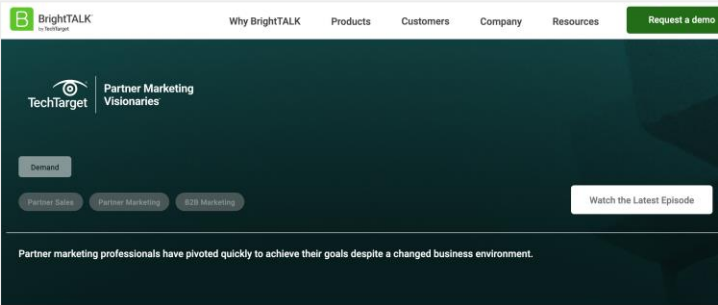 BrightTALK
by TechTarget
Why BrightTALK
Products
Customers
Company
Resources
Request a demo
TechTarget
Partner Marketing
Visionaries
Demand
Partner Sales
Partner Marketing
B2B Marketing
Watch the Latest Episode
Partner marketing professionals have pivoted quickly to achieve their goals despite a changed business environment.